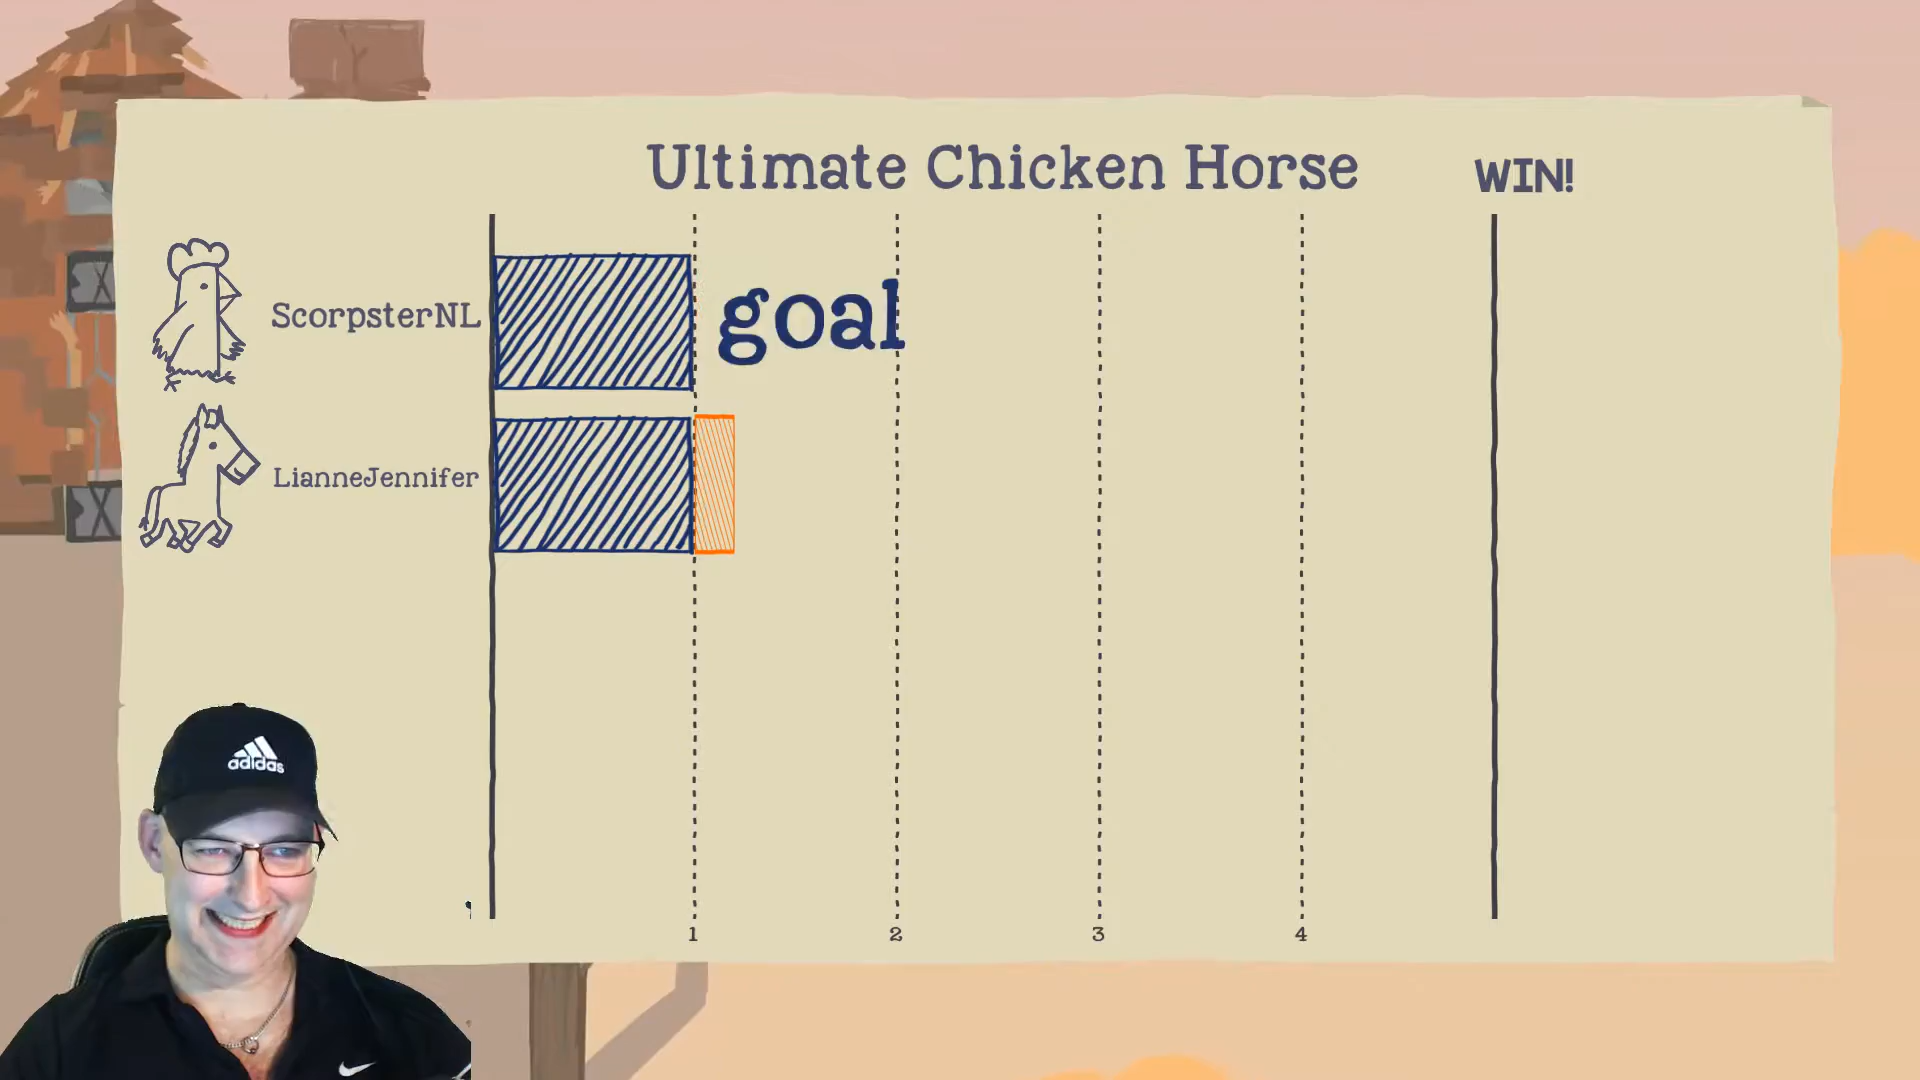 Ultimate Chicken Horse
WIN!
ScorpsterNL
goal
LianneJennifer
1 2 3 4
adidas